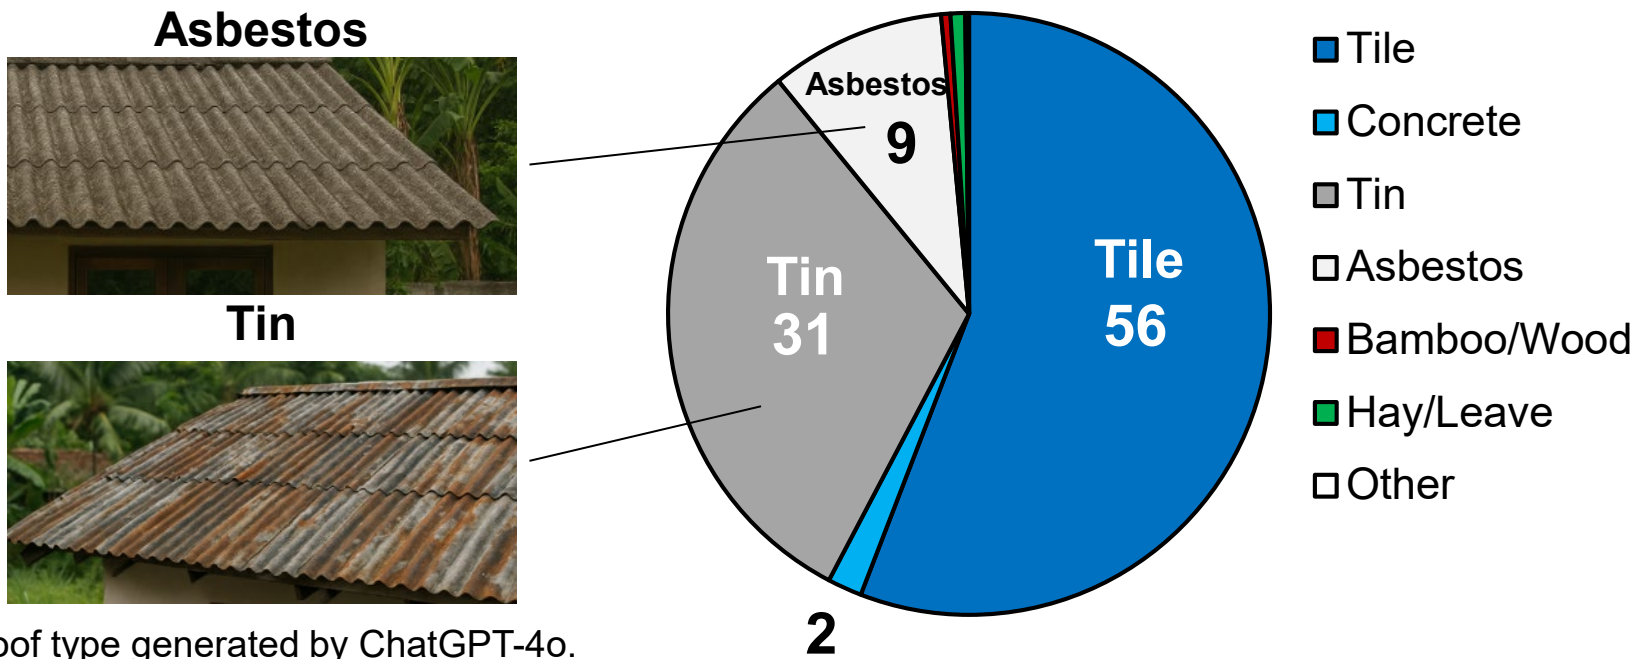 Asbestos
Tin
oof type generated by ChatGPT-4o.
Asbestos
9
Tin
31
Tile
56
2
Tile
Concrete
Tin
Asbestos
Bamboo/Wood
Hay/Leave
Other